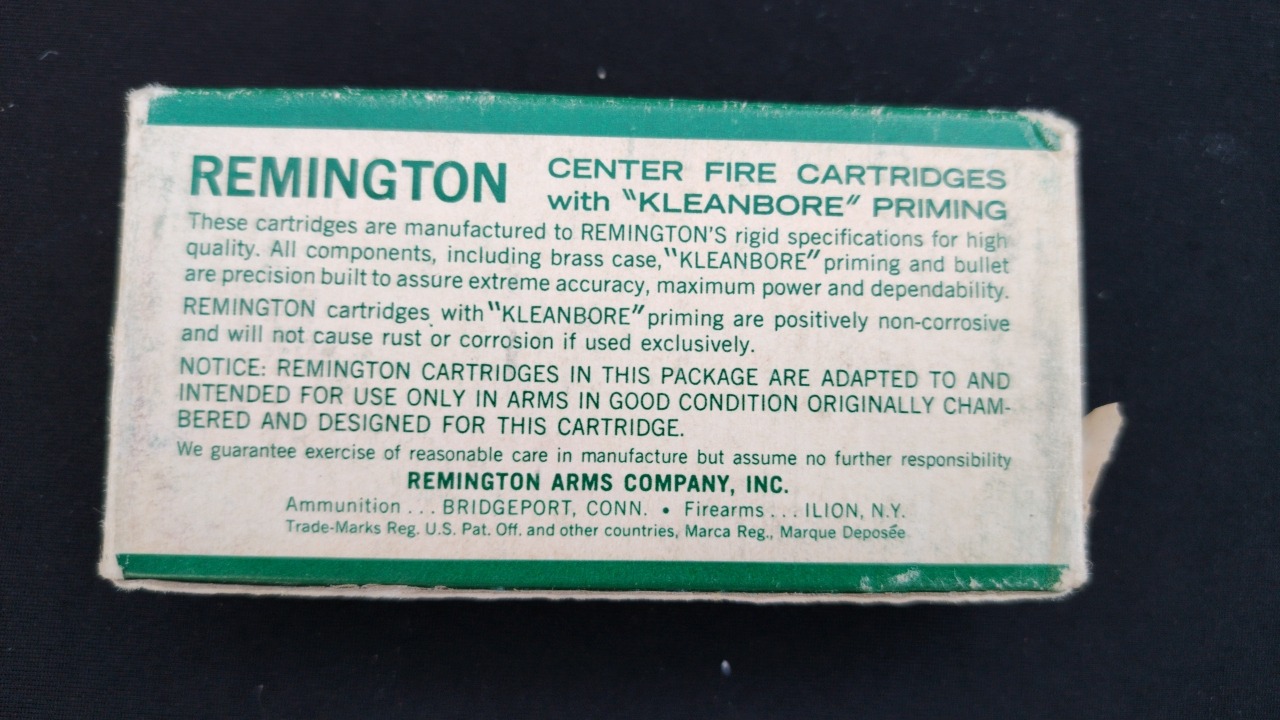 REMINGTON CENTER FIRE CARTRIDGES
with "KLEANBORE" PRIMING
These cartridges are manufactured to REMINGTON'S rigid specifications for high
quality. All components, including brass case, "KLEANBORE" priming and bullet
are precision built to assure extreme accuracy, maximum power and dependability.
REMINGTON cartridges with "KLEANBORE" priming are positively non-corrosive
and will not cause rust or corrosion if used exclusively.
NOTICE: REMINGTON CARTRIDGES IN THIS PACKAGE ARE ADAPTED TO AND
INTENDED FOR USE ONLY IN ARMS IN GOOD CONDITION ORIGINALLY CHAM-
BERED AND DESIGNED FOR THIS CARTRIDGE.
We guarantee exercise of reasonable care in manufacture but assume no further responsibility
REMINGTON ARMS COMPANY, INC.
Ammunition . . . BRIDGEPORT, CONN. • Firearms . . . ILION, N.Y.
Trade-Marks Reg. U.S. Pat. Off. and other countries, Marca Reg., Marque Deposée